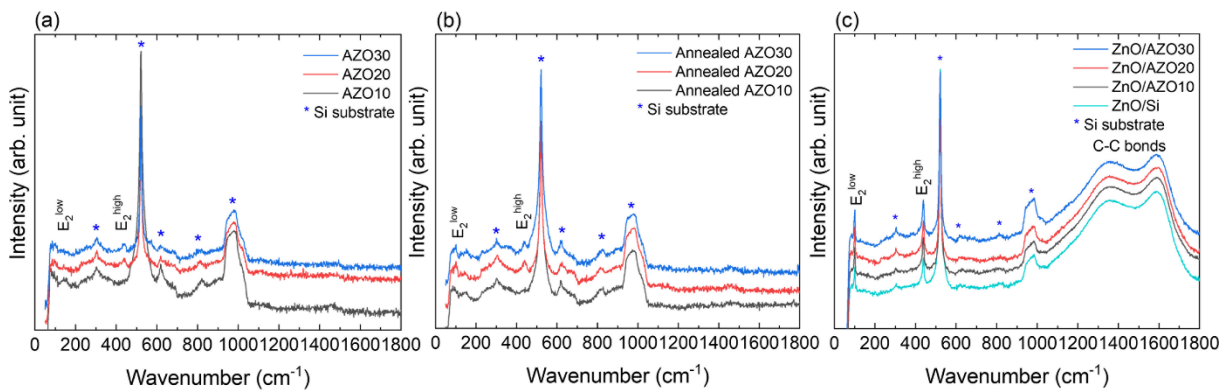 (a)
AZO30
AZO20
AZO10
* Si substrate
E₂ˡᵒʷ
E₂ʰⁱᵍʰ
*
*
*
*
*
Intensity (arb. unit)
0 200 400 600 800 1000 1200 1400 1600 1800
Wavenumber (cm⁻¹)
(b)
Annealed AZO30
Annealed AZO20
Annealed AZO10
* Si substrate
E₂ˡᵒʷ
E₂ʰⁱᵍʰ
*
*
*
*
*
Intensity (arb. unit)
0 200 400 600 800 1000 1200 1400 1600 1800
Wavenumber (cm⁻¹)
(c)
ZnO/AZO30
ZnO/AZO20
ZnO/AZO10
ZnO/Si
* Si substrate
C-C bonds
E₂ˡᵒʷ
E₂ʰⁱᵍʰ
*
*
*
*
*
Intensity (arb. unit)
0 200 400 600 800 1000 1200 1400 1600 1800
Wavenumber (cm⁻¹)